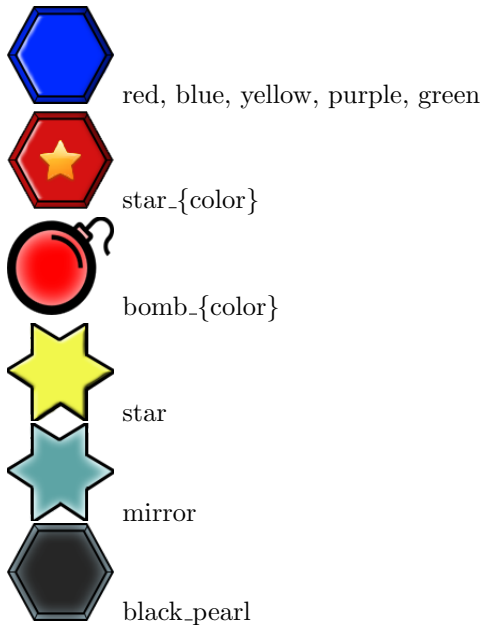 red, blue, yellow, purple, green
star_{color}
bomb_{color}
star
mirror
black_pearl